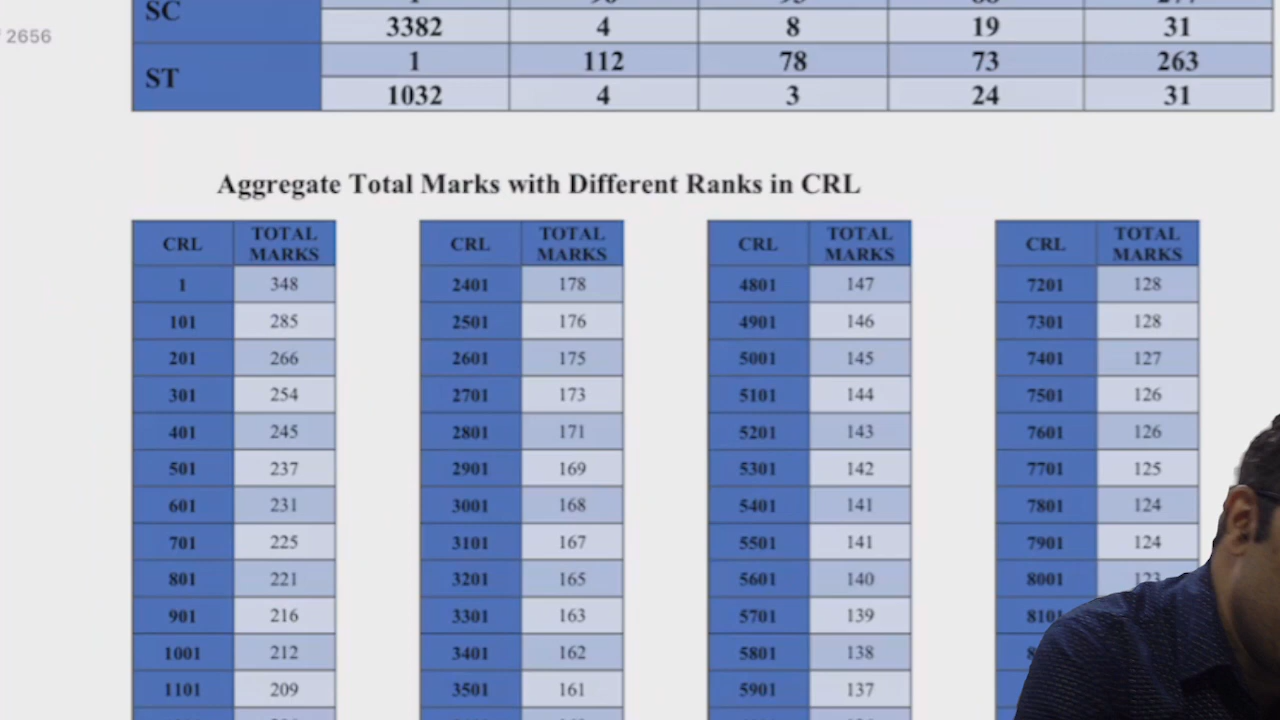 2656
SC
3382 4 8 19 31
ST
1 112 78 73 263
1032 4 3 24 31
Aggregate Total Marks with Different Ranks in CRL
CRL TOTAL MARKS CRL TOTAL MARKS CRL TOTAL MARKS CRL TOTAL MARKS
1 348 2401 178 4801 147 7201 128
101 285 2501 176 4901 146 7301 128
201 266 2601 175 5001 145 7401 127
301 254 2701 173 5101 144 7501 126
401 245 2801 171 5201 143 7601 126
501 237 2901 169 5301 142 7701 125
601 231 3001 168 5401 141 7801 124
701 225 3101 167 5501 141 7901 124
801 221 3201 165 5601 140 8001 123
901 216 3301 163 5701 139 8101
1001 212 3401 162 5801 138
1101 209 3501 161 5901 137